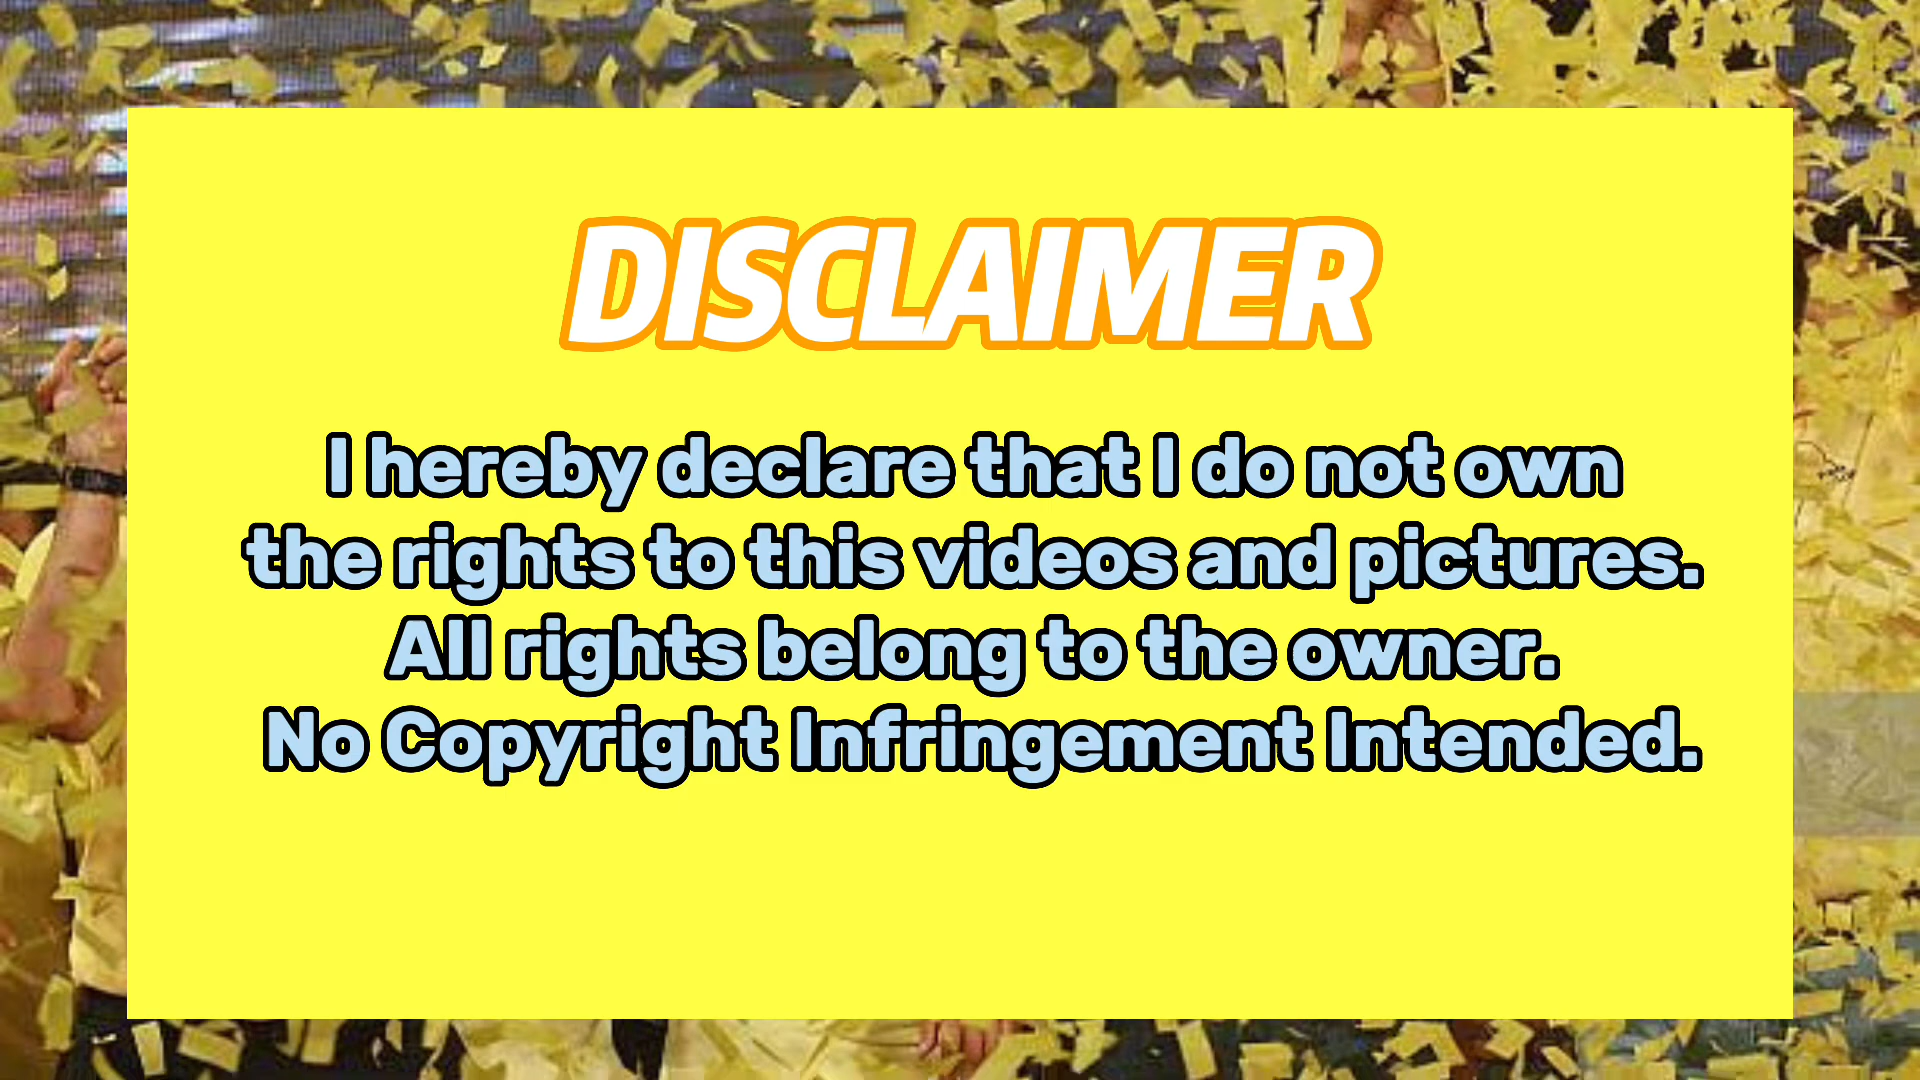 DISCLAIMER
I hereby declare that I do not own
the rights to this videos and pictures.
All rights belong to the owner.
No Copyright Infringement Intended.